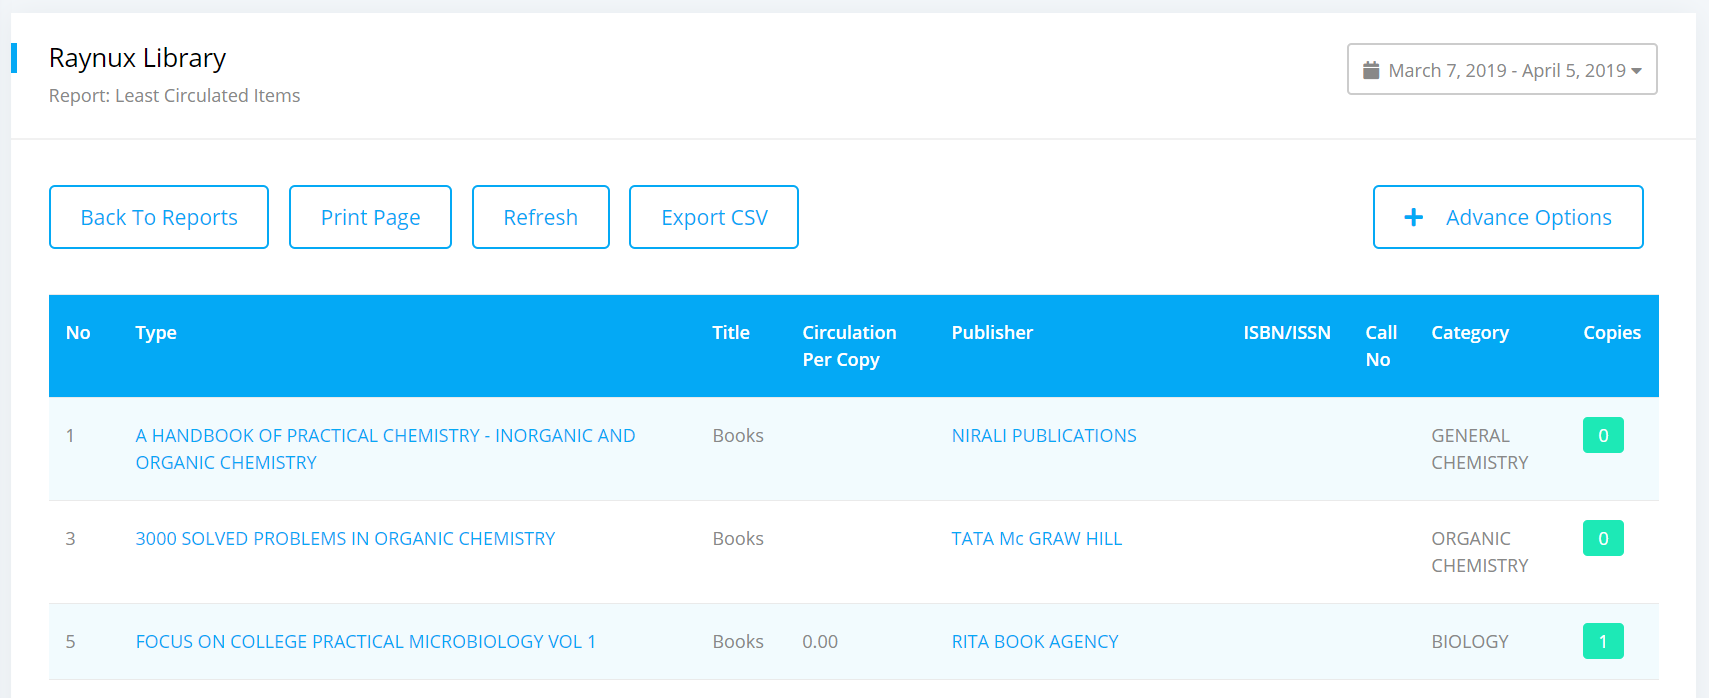 Raynux Library
Report: Least Circulated Items
March 7, 2019 - April 5, 2019
Back To Reports
Print Page
Refresh
Export CSV
Advance Options
No Type Title Circulation Per Copy Publisher ISBN/ISSN Call No Category Copies
1 A HANDBOOK OF PRACTICAL CHEMISTRY - INORGANIC AND Books NIRALI PUBLICATIONS GENERAL 0
ORGANIC CHEMISTRY CHEMISTRY
3 3000 SOLVED PROBLEMS IN ORGANIC CHEMISTRY Books TATA Mc GRAW HILL ORGANIC 0
CHEMISTRY
5 FOCUS ON COLLEGE PRACTICAL MICROBIOLOGY VOL 1 Books 0.00 RITA BOOK AGENCY BIOLOGY 1